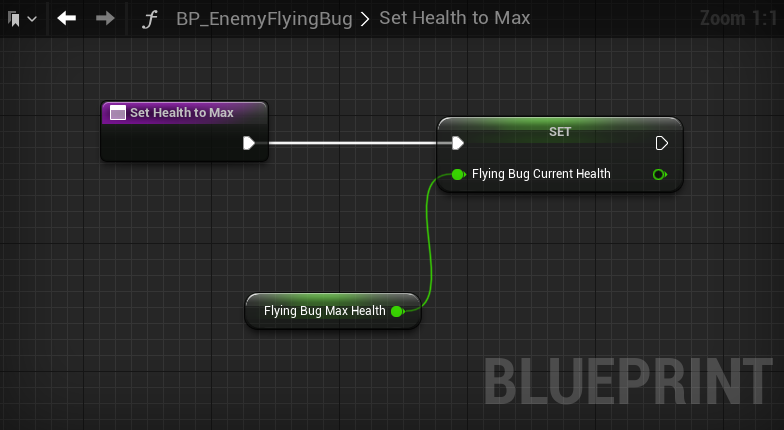 f BP_EnemyFlyingBug > Set Health to Max
Zoom 1:1
Set Health to Max
SET
Flying Bug Current Health
Flying Bug Max Health
BLUEPRINT